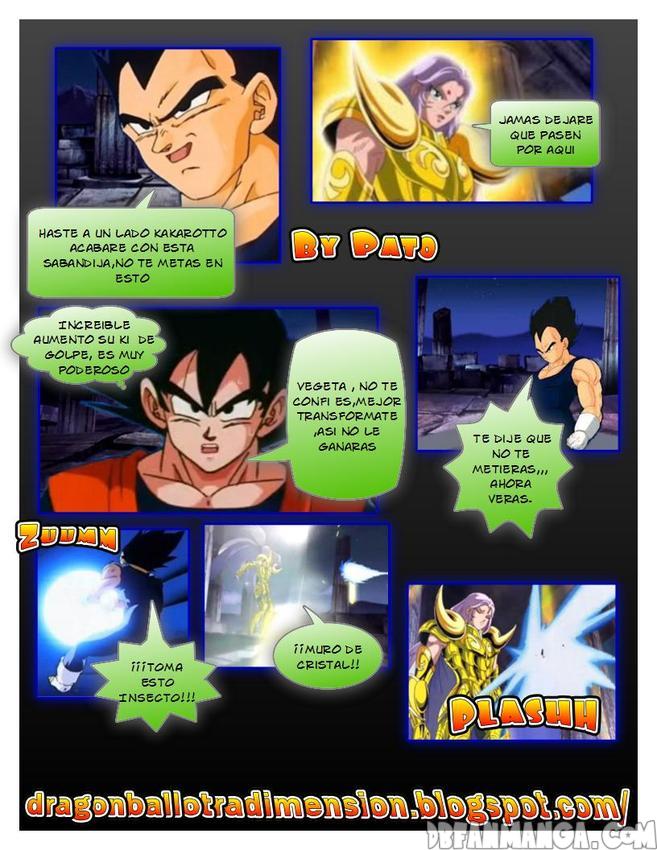 JAMAS DEJARE
QUE PASEN
POR AQUI
HASTE A UN LADO KAKAROTTO
ACABARE CON ESTA
SABANDIJA,NO TE METAS EN
ESTO
By Pato
INCREIBLE
AUMENTO SU KI DE
GOLPE, ES MUY
PODEROSO
VEGETA , NO TE
CONFI ES,MEJOR
TRANSFORMATE
,ASI NO LE
GANARAS
TE DIJE QUE
NO TE
METIERAS,,,
AHORA
VERAS.
Zuumm
¡¡¡TOMA
ESTO
INSECTO!!!
¡¡MURO DE
CRISTAL!!
PLASHH
dragonballotradimension.blogspot.com/
DBFANMANGA.COM